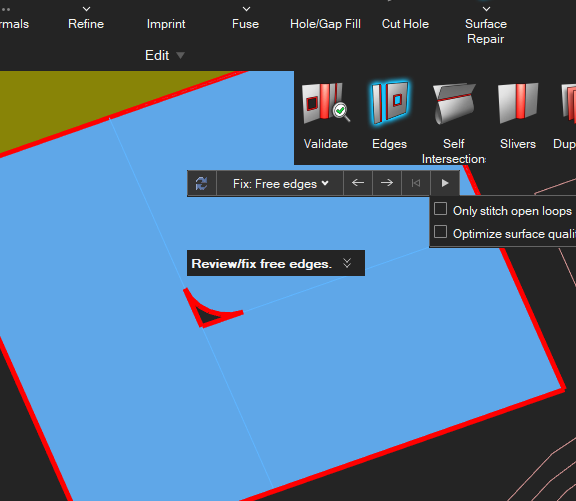 rmals
Refine
Imprint
Fuse
Hole/Gap Fill
Cut Hole
Surface
Repair
Edit
Validate
Edges
Self
Intersection
Slivers
Dup
Fix: Free edges
Only stitch open loops
Optimize surface quali
Review/fix free edges.